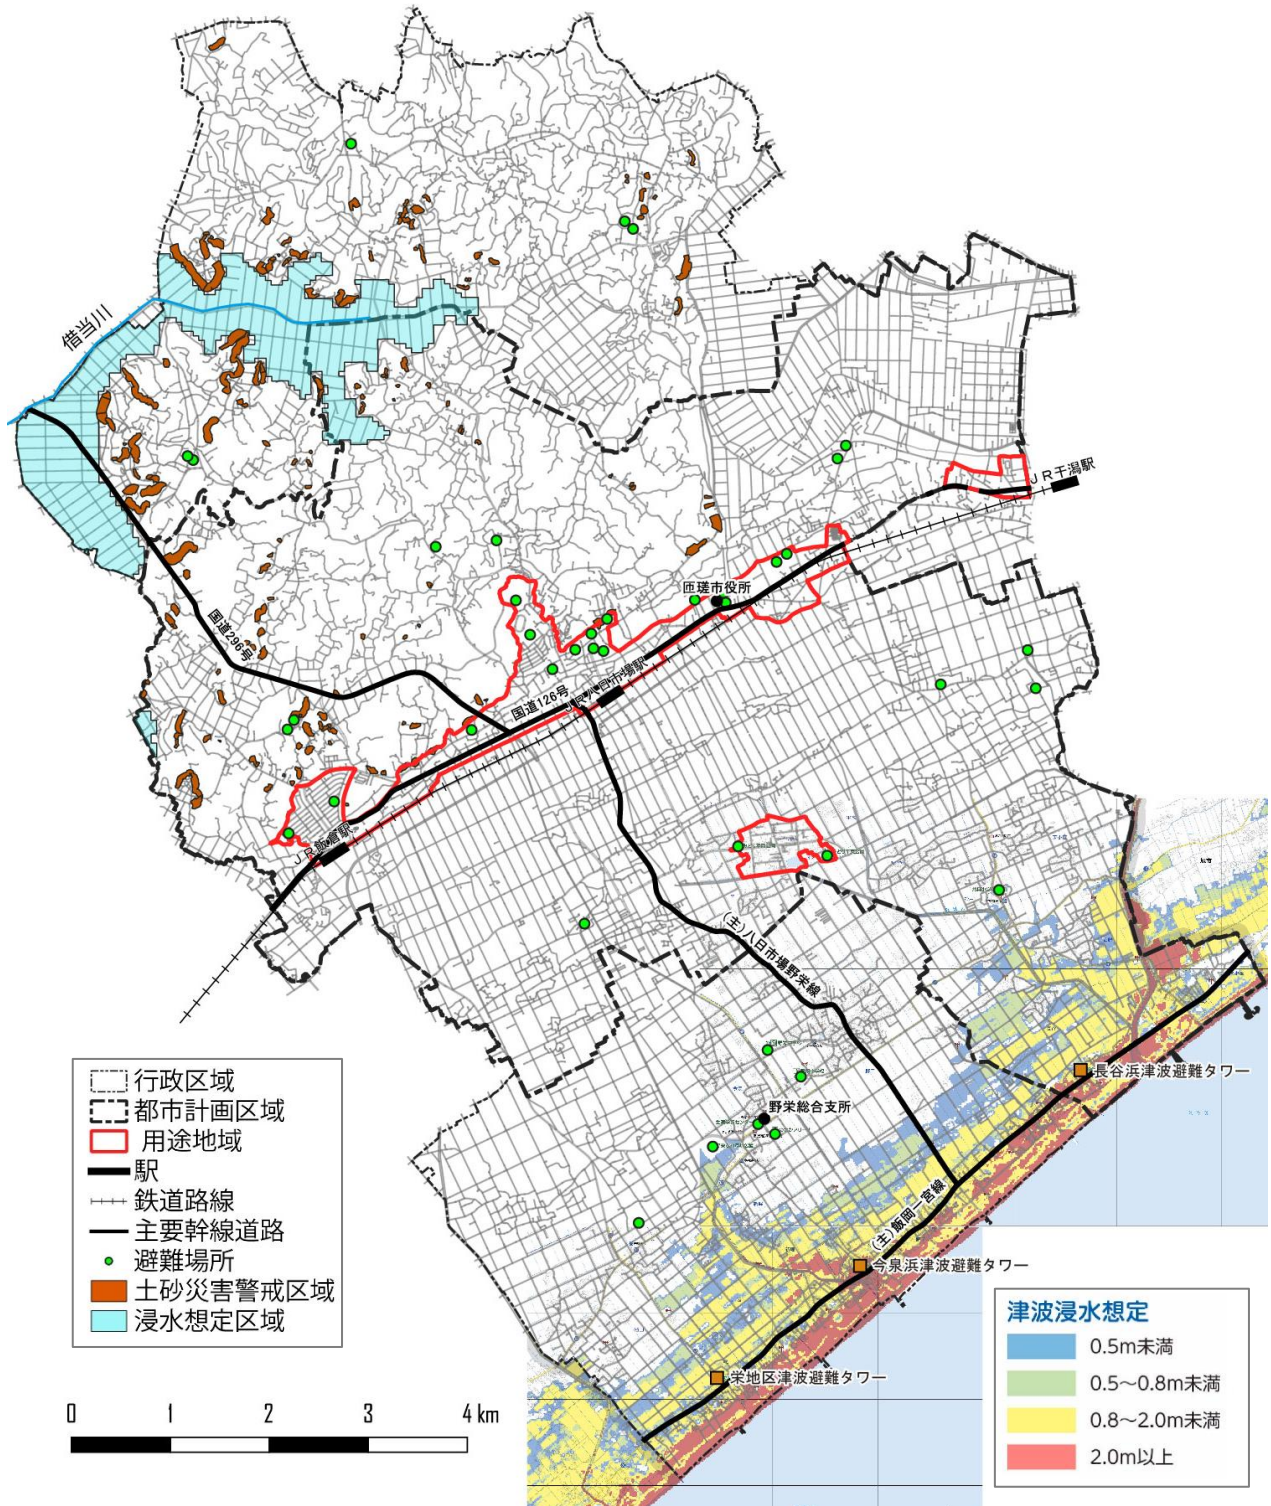 借当川
JR干潟駅
匝瑳市役所
国道296号
国道126号
JR八日市場駅
JR飯倉駅
(主)八日市場野栄線
長谷浜津波避難タワー
野栄総合支所
(主)飯岡一宮線
今泉浜津波避難タワー
栄地区津波避難タワー
行政区域
都市計画区域
用途地域
駅
鉄道路線
主要幹線道路
避難場所
土砂災害警戒区域
浸水想定区域
津波浸水想定
0.5m未満
0.5～0.8m未満
0.8～2.0m未満
2.0m以上
0 1 2 3 4 km